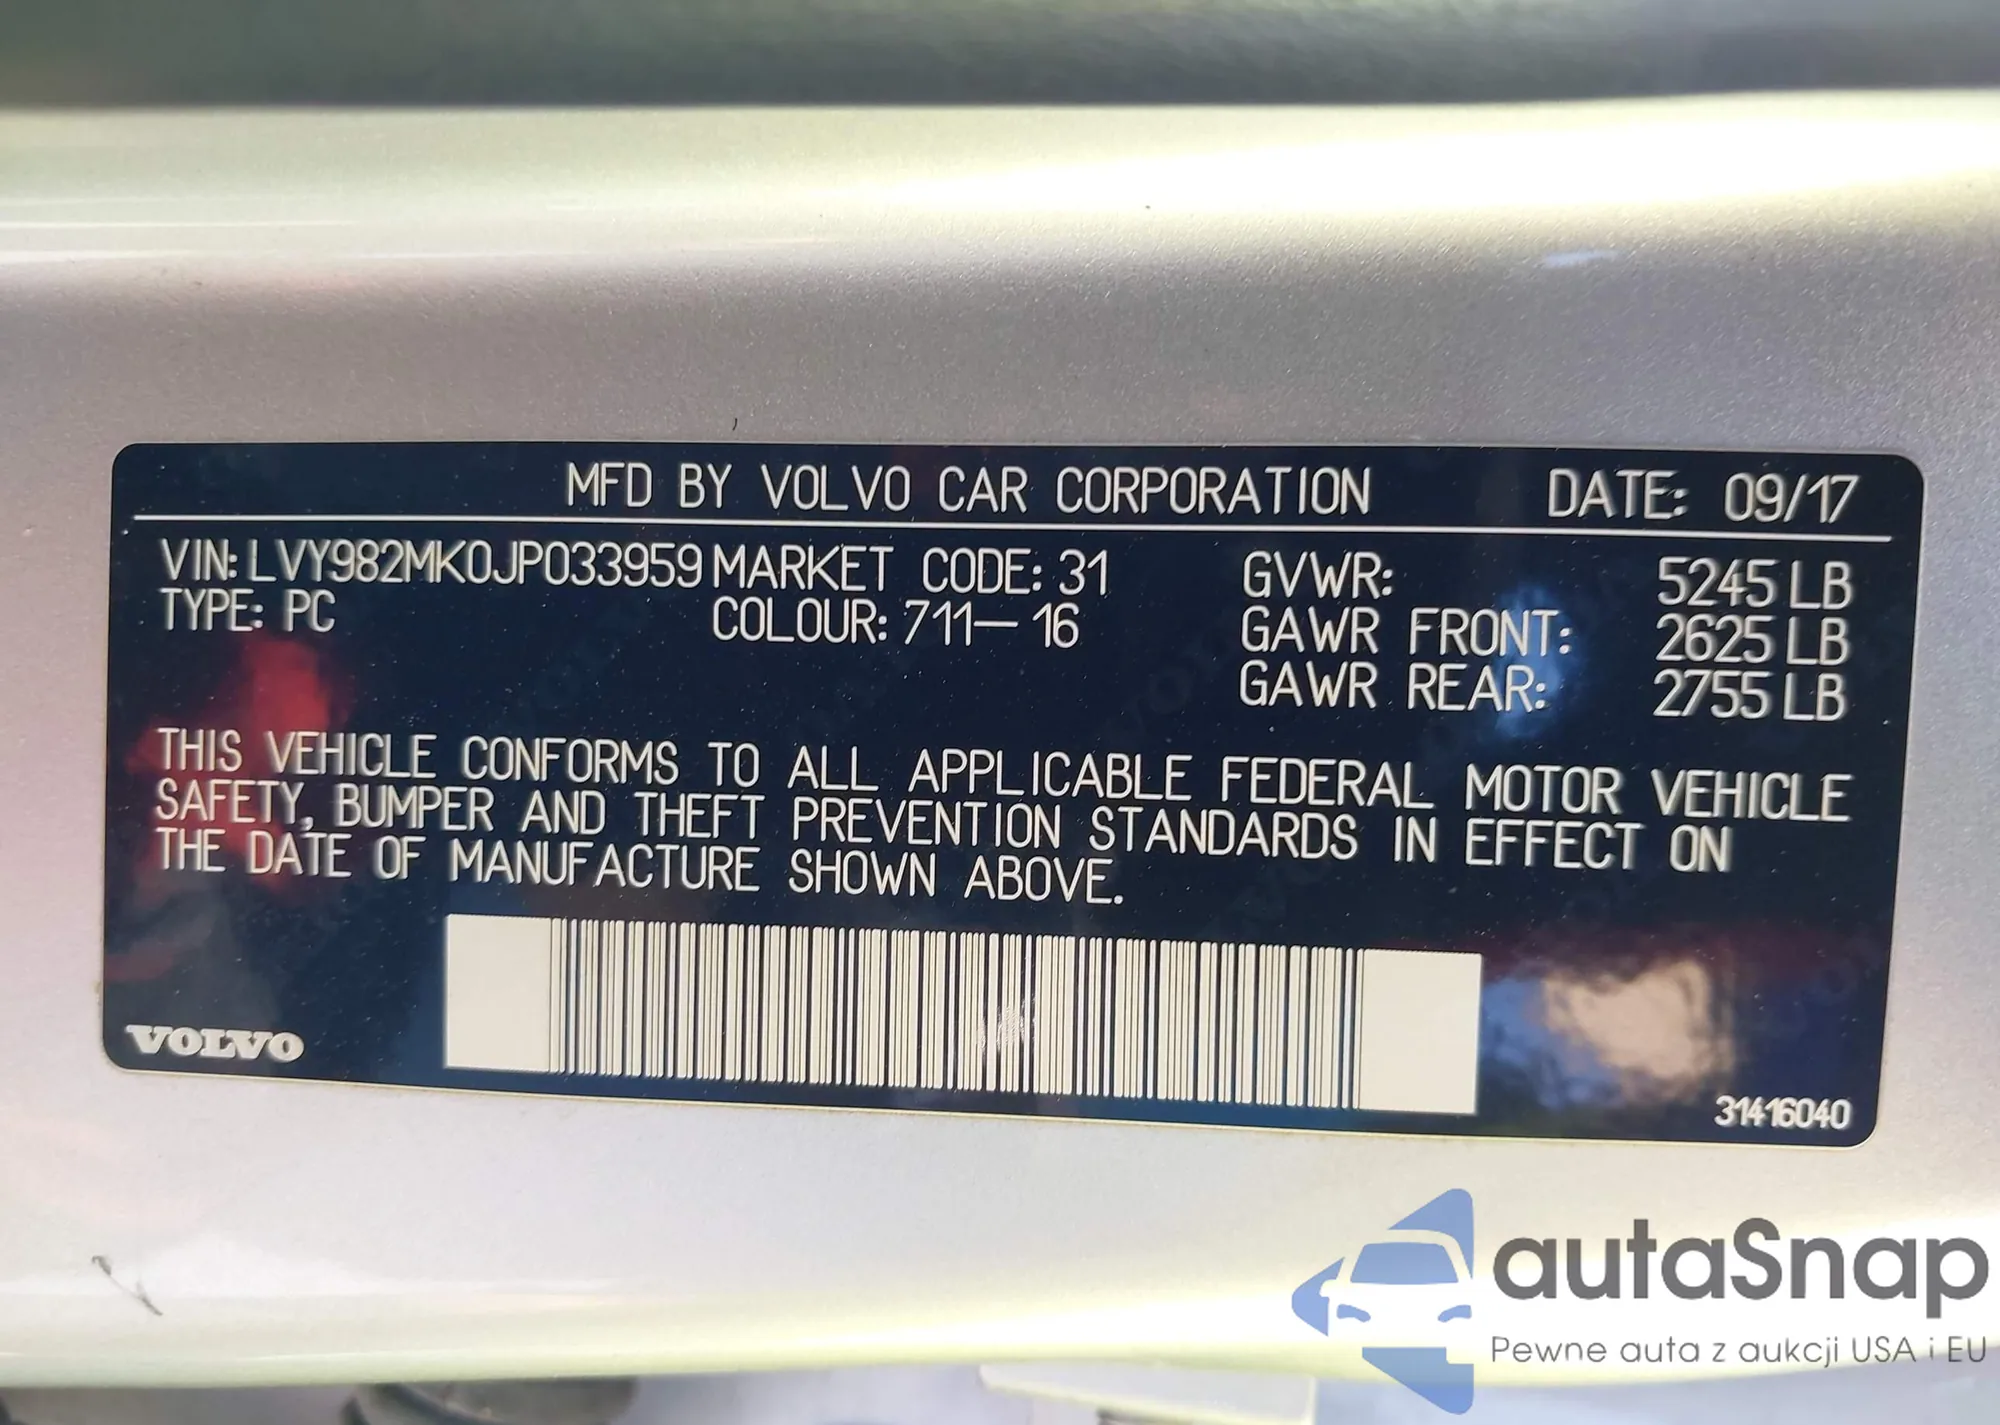 MFD BY VOLVO CAR CORPORATION DATE: 09/17
VIN: LVY982MK0JP033959 MARKET CODE: 31 GVWR: 5245 LB
TYPE: PC COLOUR: 711-16 GAWR FRONT: 2625 LB
GAWR REAR: 2755 LB
THIS VEHICLE CONFORMS TO ALL APPLICABLE FEDERAL MOTOR VEHICLE
SAFETY, BUMPER AND THEFT PREVENTION STANDARDS IN EFFECT ON
THE DATE OF MANUFACTURE SHOWN ABOVE.
VOLVO
31416040
autaSnap
Pewne auta z aukcji USA i EU